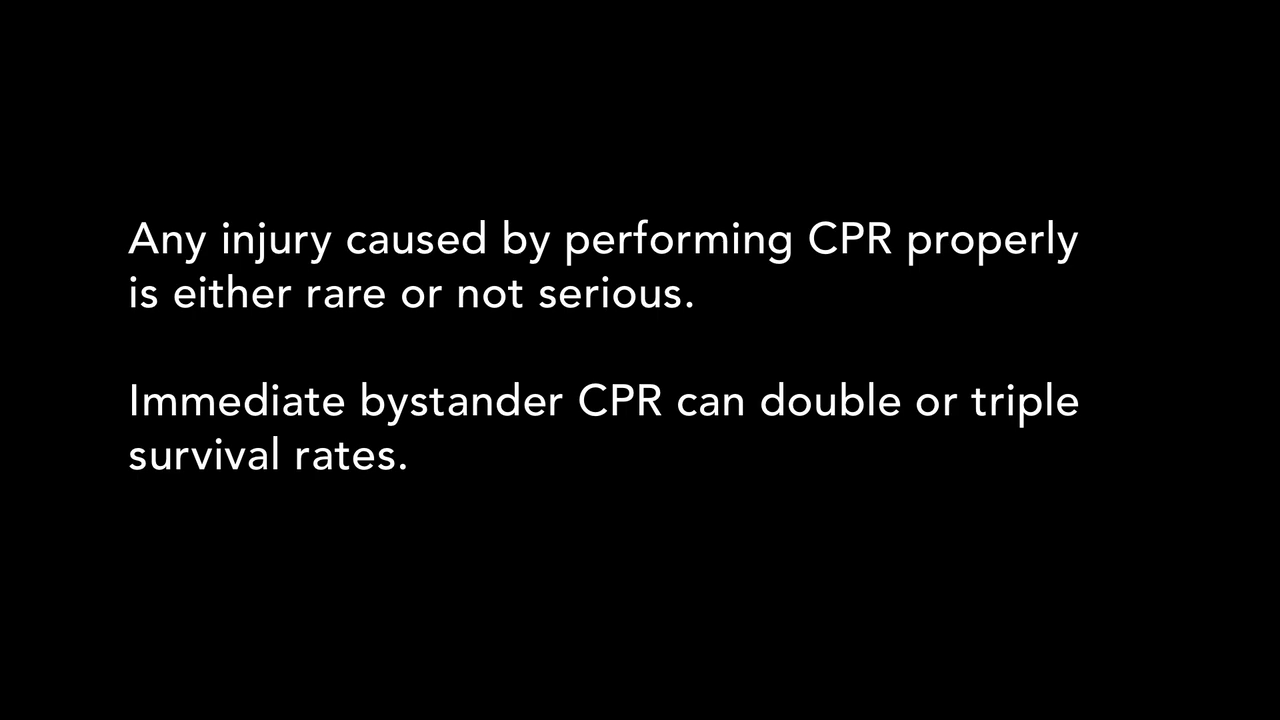 Any injury caused by performing CPR properly
is either rare or not serious.
Immediate bystander CPR can double or triple
survival rates.